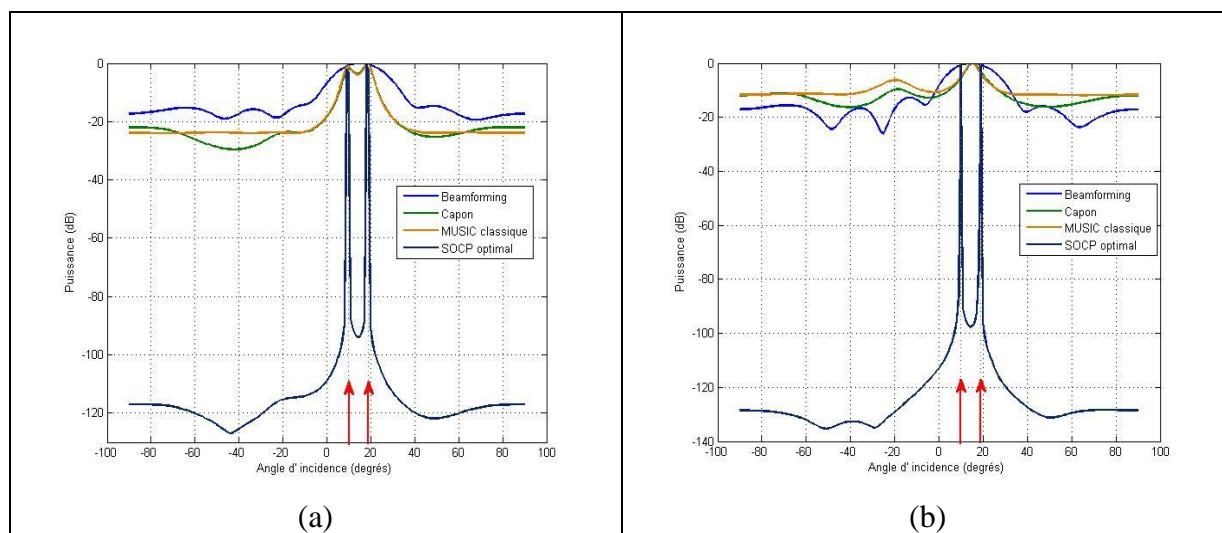 0
-20
-40
-60
-80
-100
-120
Puissance (dB)
Beamforming
Capon
MUSIC classique
SOCP optimal
-100 -80 -60 -40 -20 0 20 40 60 80 100
Angle d' incidence (degrés)
(a)
0
-20
-40
-60
-80
-100
-120
-140
Puissance (dB)
Beamforming
Capon
MUSIC classique
SOCP optimal
-100 -80 -60 -40 -20 0 20 40 60 80 100
Angle d' incidence (degrés)
(b)